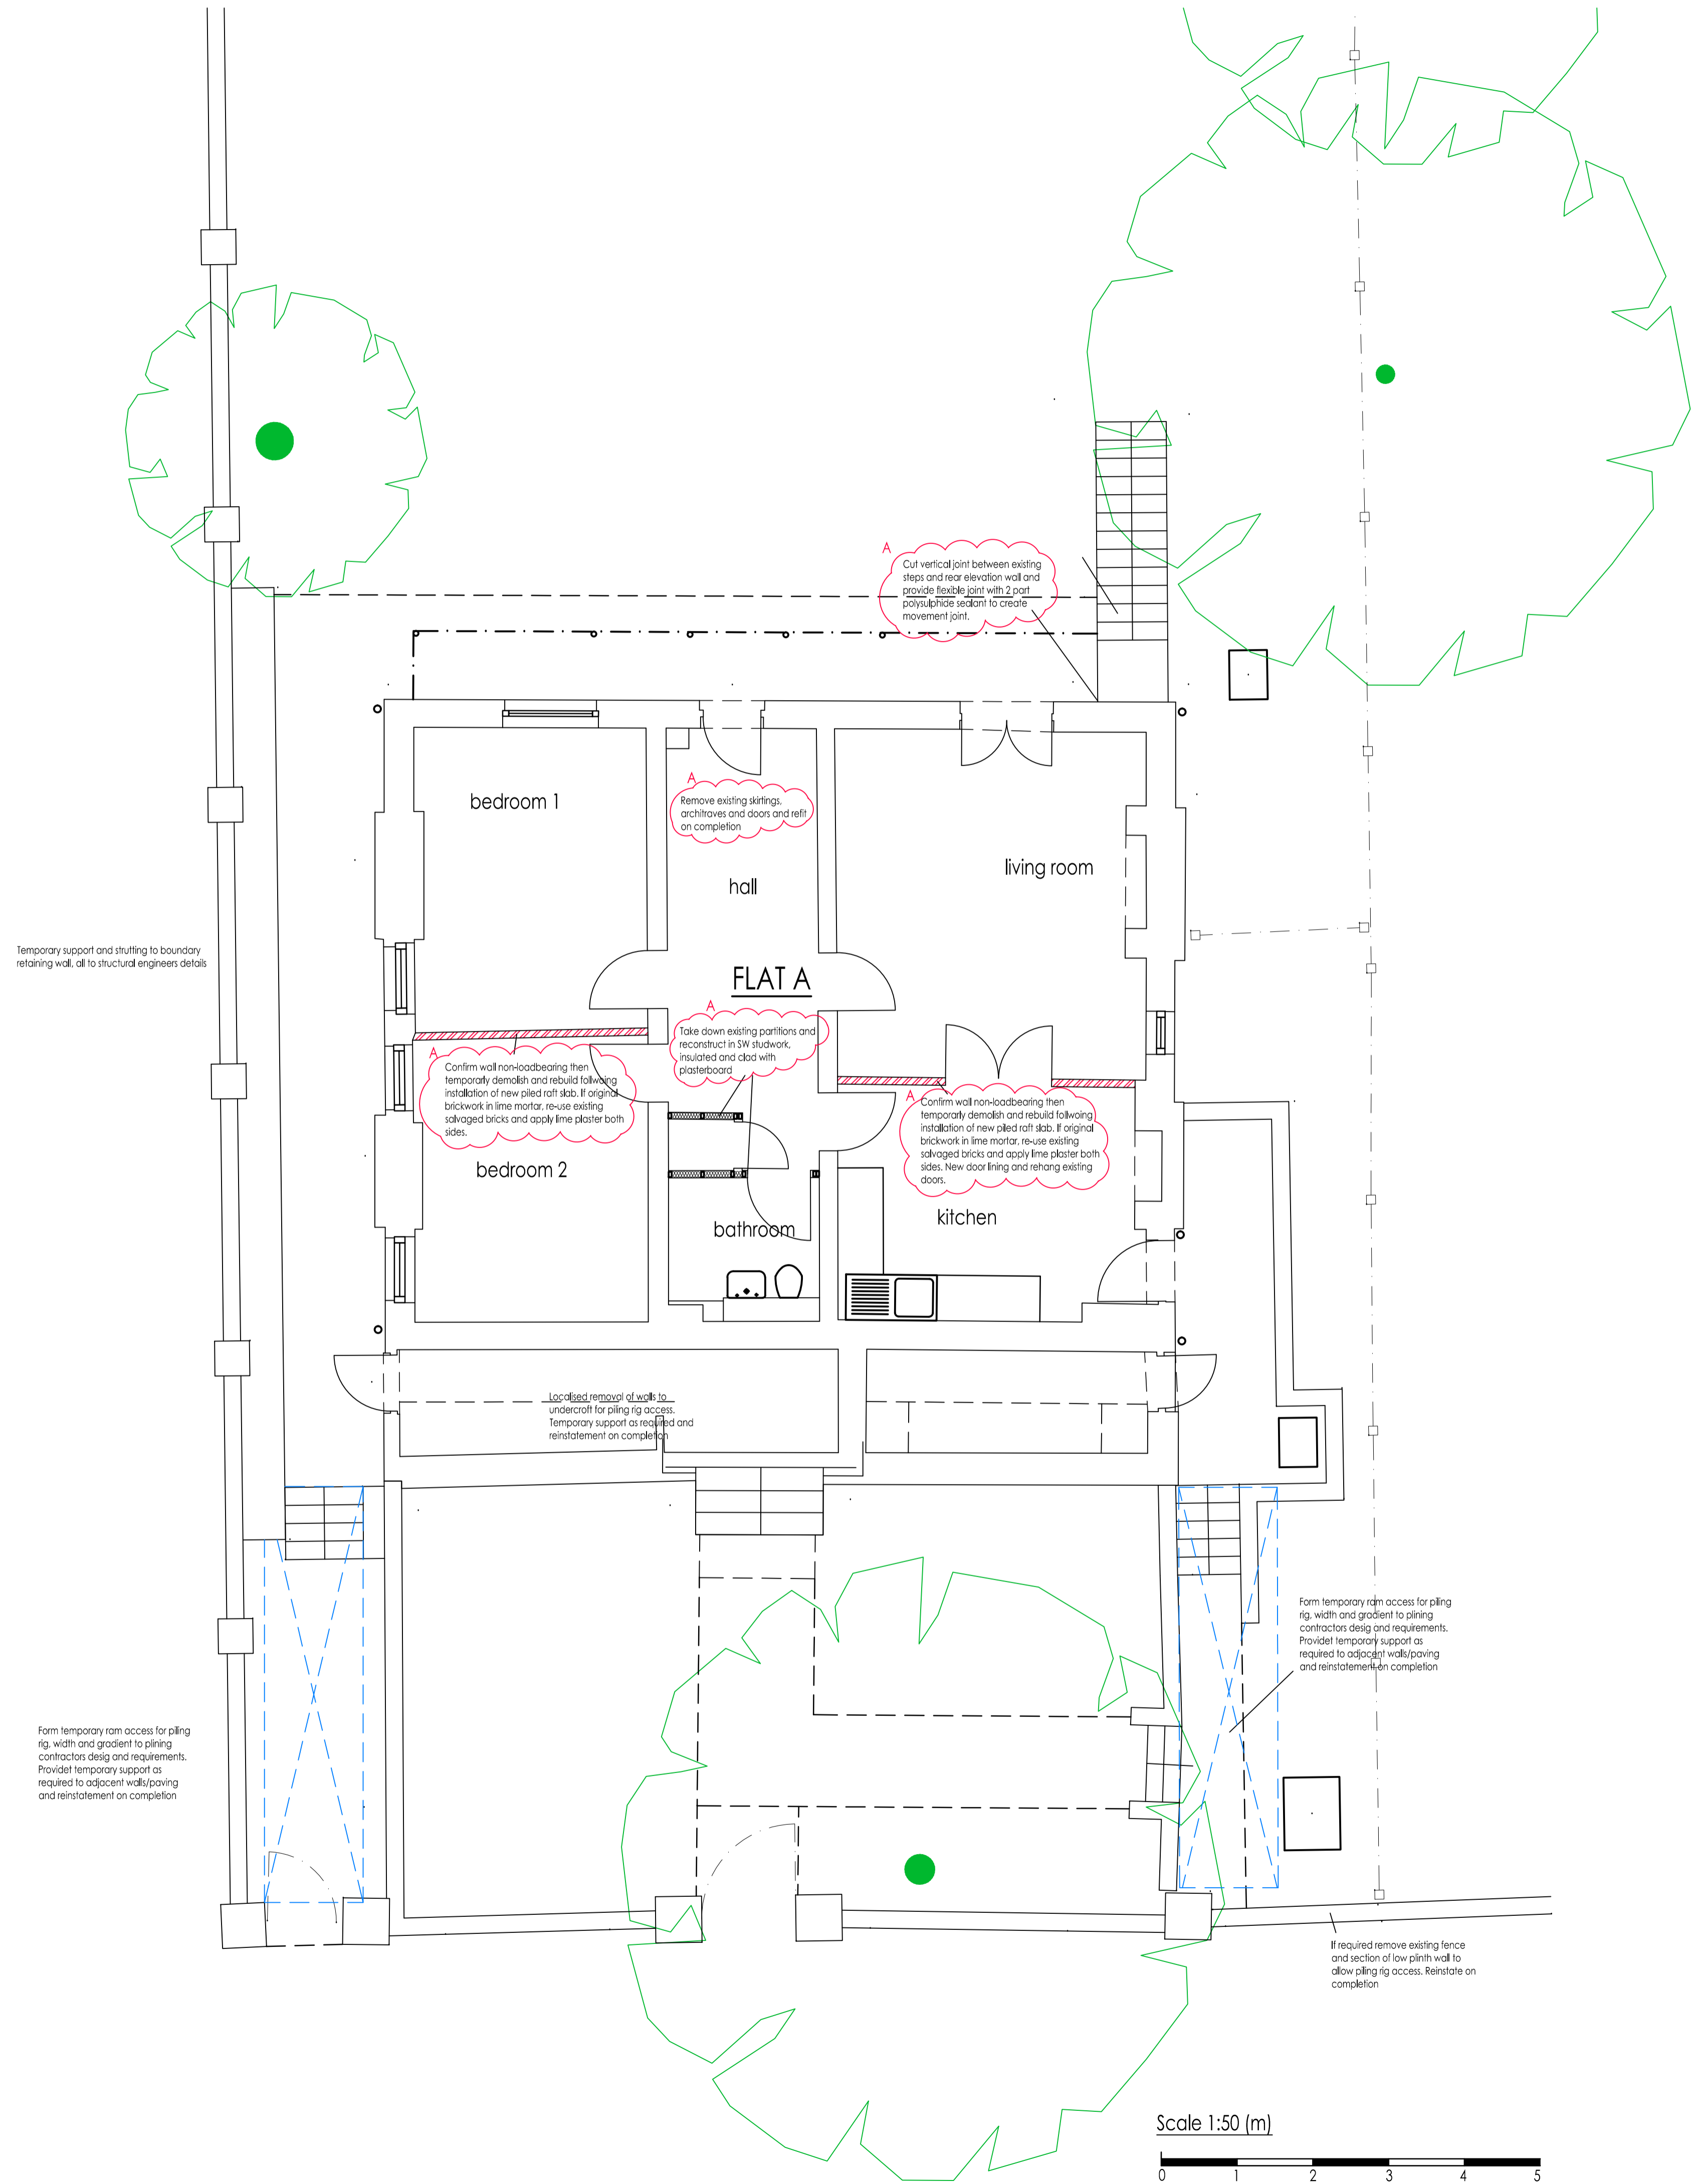 A
Cut vertical joint between existing
steps and rear elevation wall and
provide flexible joint with 2 part
polysulphide sealant to create
movement joint.
bedroom 1
A
Remove existing skirtings,
architraves and doors and refit
on completion
living room
hall
Temporary support and strutting to boundary
retaining wall, all to structural engineers details
FLAT A
A
Take down existing partitions and
reconstruct in SW studwork,
insulated and clad with
plasterboard
A
Confirm wall non-loadbearing then
temporarly demolish and rebuild follwoing
installation of new piled raft slab. If original
brickwork in lime mortar, re-use existing
salvaged bricks and apply lime plaster both
sides.
A
Confirm wall non-loadbearing then
temporarly demolish and rebuild follwoing
installation of new piled raft slab. If original
brickwork in lime mortar, re-use existing
salvaged bricks and apply lime plaster both
sides. New door lining and rehang existing
doors.
bedroom 2
bathroom
kitchen
Localised removal of walls to
undercroft for piling rig access.
Temporary support as required and
reinstatement on completion
Form temporary ram access for piling
rig, width and gradient to plining
contractors desig and requirements.
Providet temporary support as
required to adjacent walls/paving
and reinstatement on completion
Form temporary ram access for piling
rig, width and gradient to plining
contractors desig and requirements.
Providet temporary support as
required to adjacent walls/paving
and reinstatement on completion
If required remove existing fence
and section of low plinth wall to
allow piling rig access. Reinstate on
completion
Scale 1:50 (m)
0 1 2 3 4 5